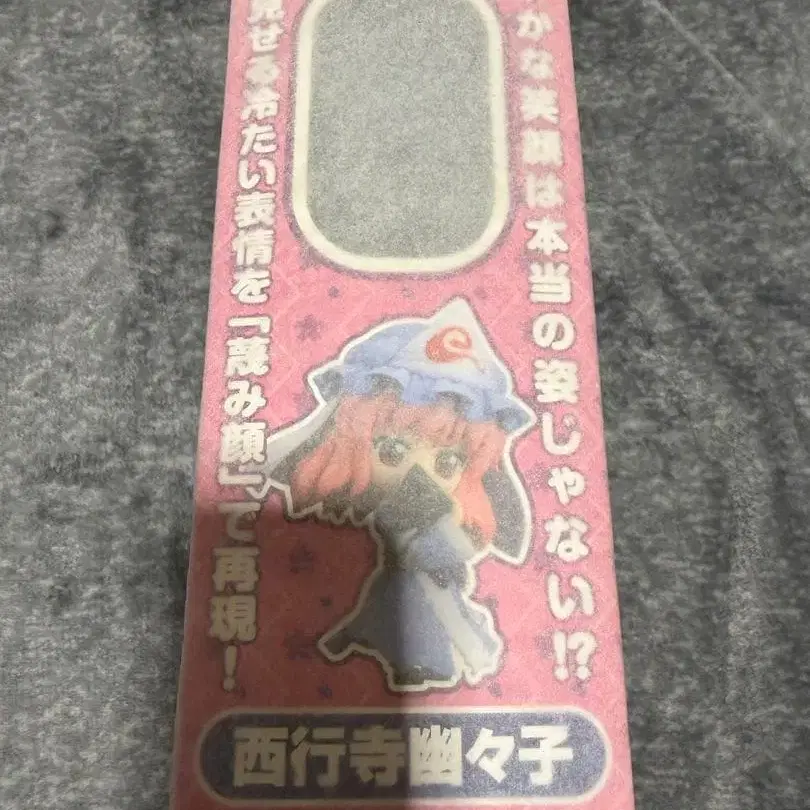 かな笑顔は本当の姿じゃない!?
見せる冷たい表情を「蔑み顔」で再現！
西行寺幽々子